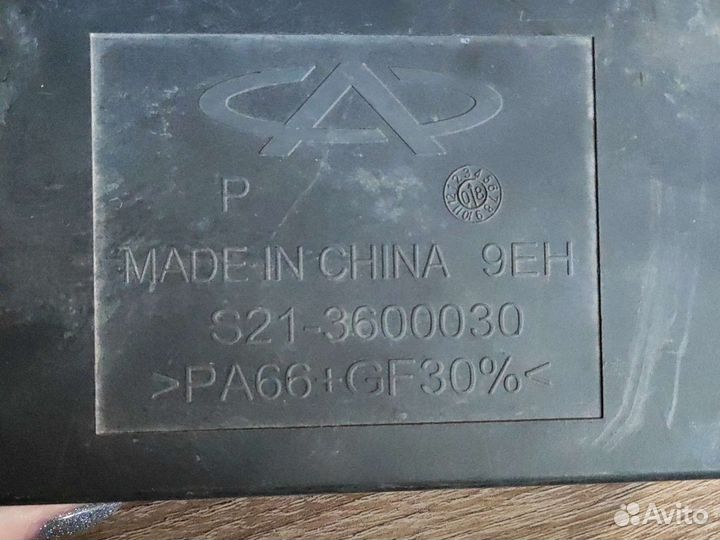 P
MADE IN CHINA 9EH
S21-3600030
>PA66+GF30%<
Avito